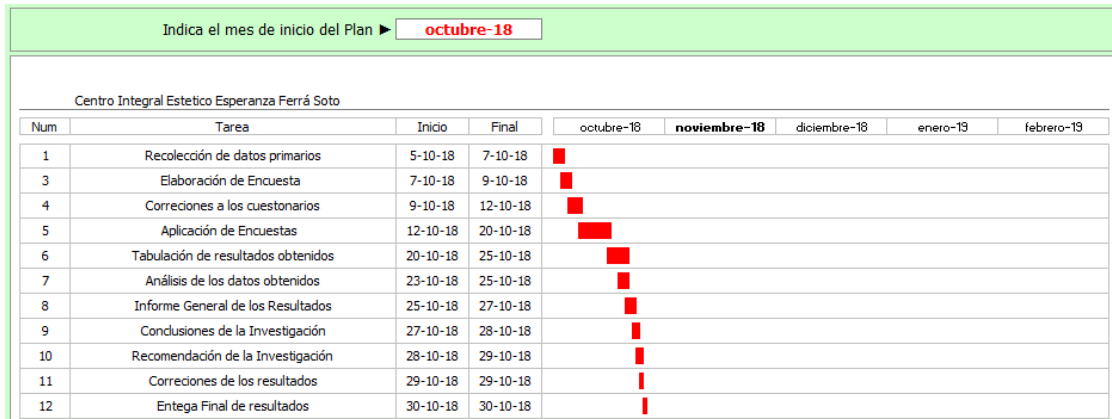 Indica el mes de inicio del Plan ► octubre-18
Centro Integral Estetico Esperanza Ferrá Soto
Num Tarea Inicio Final octubre-18 noviembre-18 diciembre-18 enero-19 febrero-19
1 Recolección de datos primarios 5-10-18 7-10-18
3 Elaboración de Encuesta 7-10-18 9-10-18
4 Correciones a los cuestonarios 9-10-18 12-10-18
5 Aplicación de Encuestas 12-10-18 20-10-18
6 Tabulación de resultados obtenidos 20-10-18 25-10-18
7 Análisis de los datos obtenidos 23-10-18 25-10-18
8 Informe General de los Resultados 25-10-18 27-10-18
9 Conclusiones de la Investigación 27-10-18 28-10-18
10 Recomendación de la Investigación 28-10-18 29-10-18
11 Correciones de los resultados 29-10-18 29-10-18
12 Entega Final de resultados 30-10-18 30-10-18